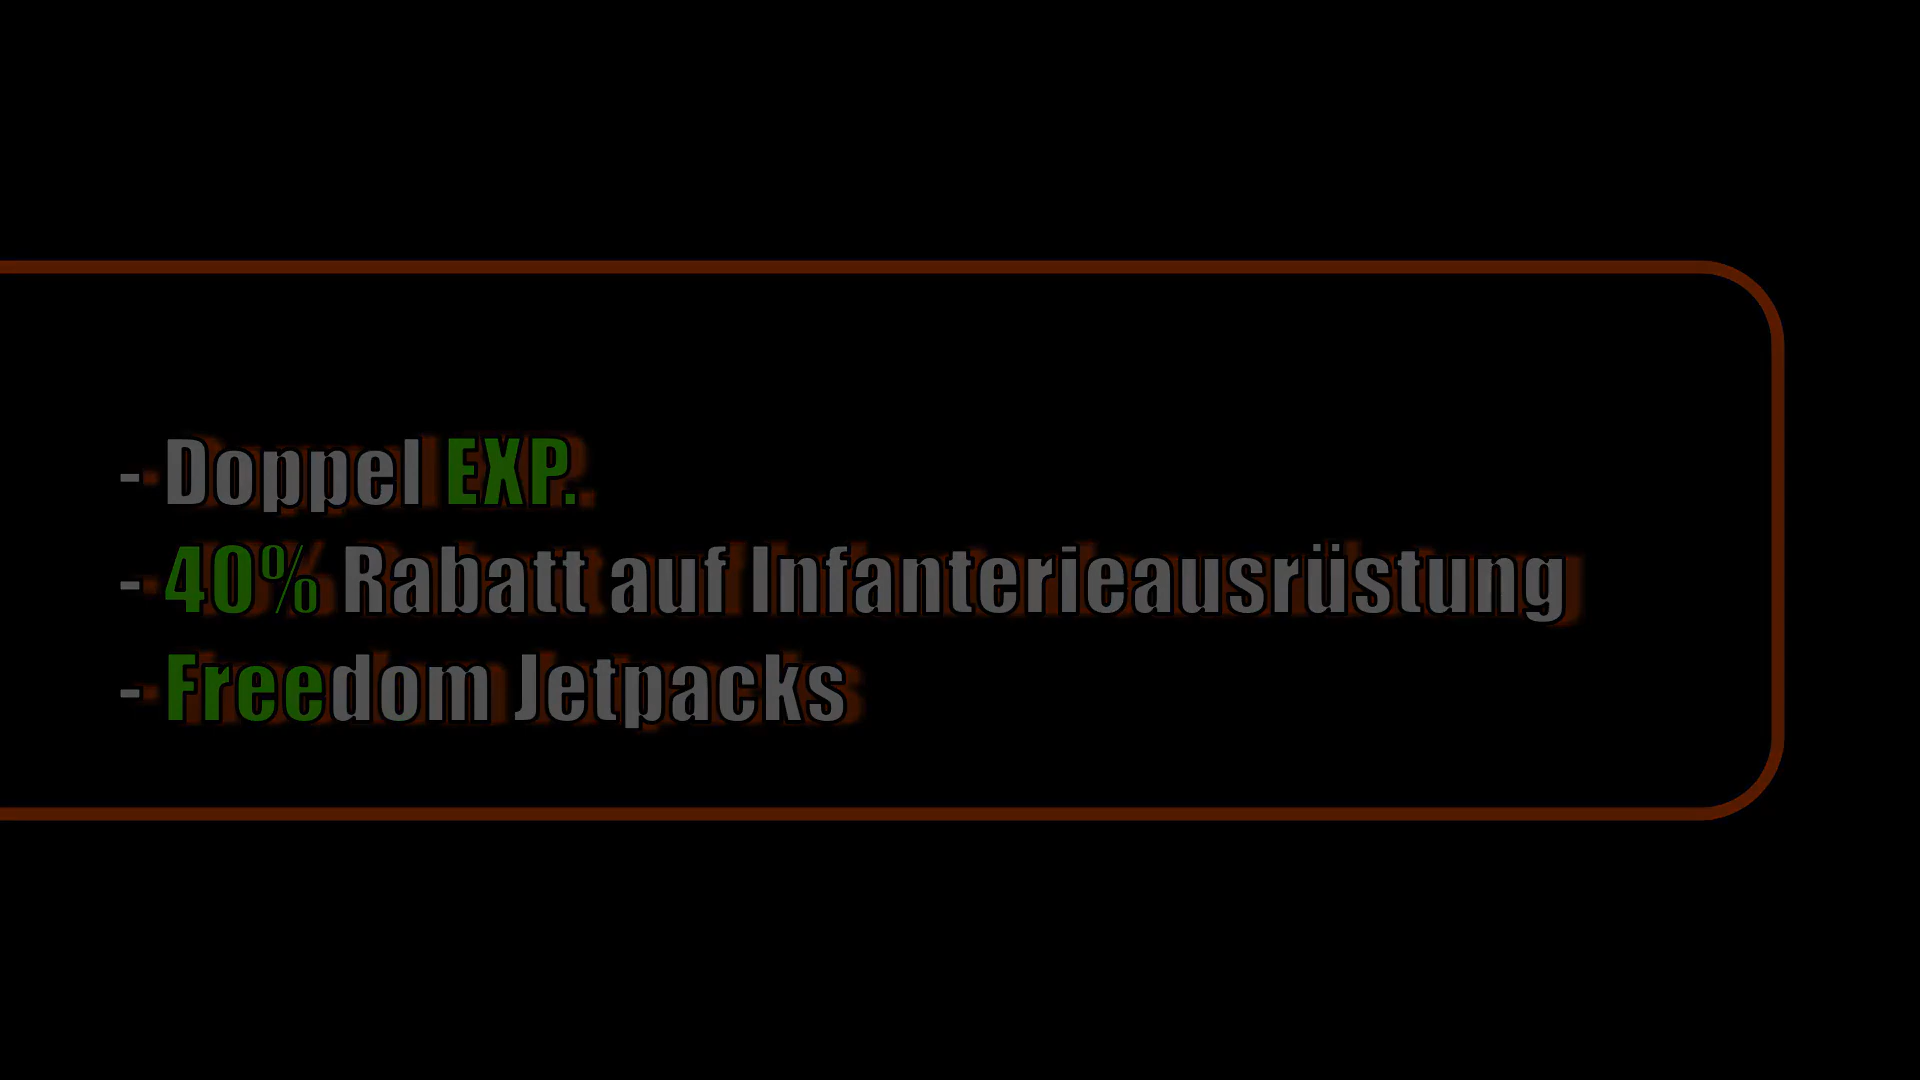 - Doppel EXP.
- 40% Rabatt auf Infanterieausrüstung
- Freedom Jetpacks